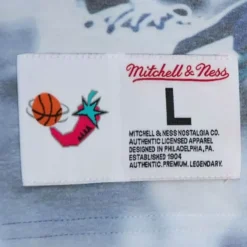 Mitchell & Ness
L
MITCHELL & NESS NOSTALGIA CO.
AUTHENTIC LICENSED APPAREL
DESIGNED IN PHILADELPHIA, PA.
ESTABLISHED 1904
AUTHENTIC. PREMIUM. LEGENDARY.